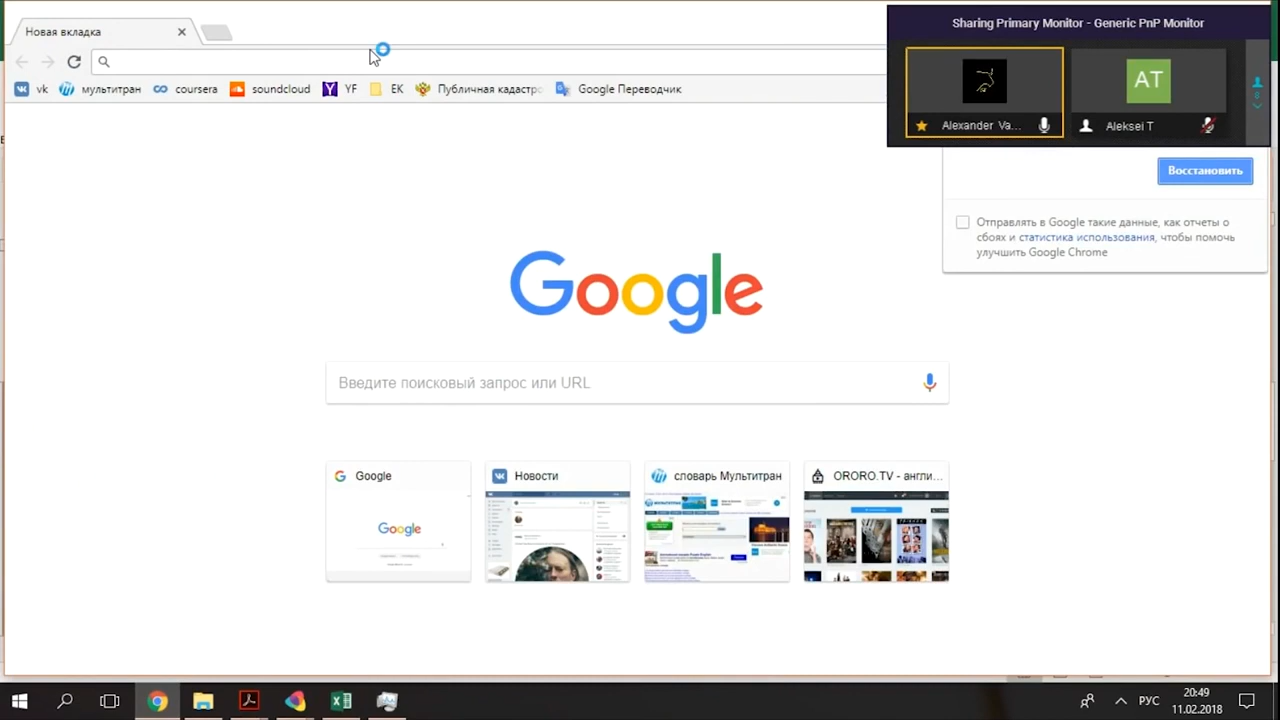 Новая вкладка
Sharing Primary Monitor - Generic PnP Monitor
AT
Alexander Va...
Aleksei T
vk
мультитран
coursera
soundcloud
YF
ЕК
Публичная кадастро
Google Переводчик
Восстановить
Отправлять в Google такие данные, как отчеты о
сбоях и статистика использования, чтобы помочь
улучшить Google Chrome
Google
Введите поисковый запрос или URL
Google
Новости
словарь Мультитран
ORORO.TV - англи...
Google
РУС
20:49
11.02.2018